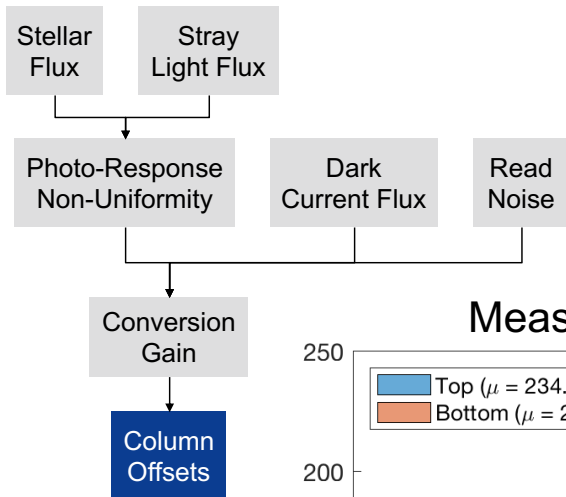 Stellar
Flux
Stray
Light Flux
Photo-Response
Non-Uniformity
Dark
Current Flux
Read
Noise
Conversion
Gain
Column
Offsets
Meas
250
Top (μ = 234.
Bottom (μ = 2
200